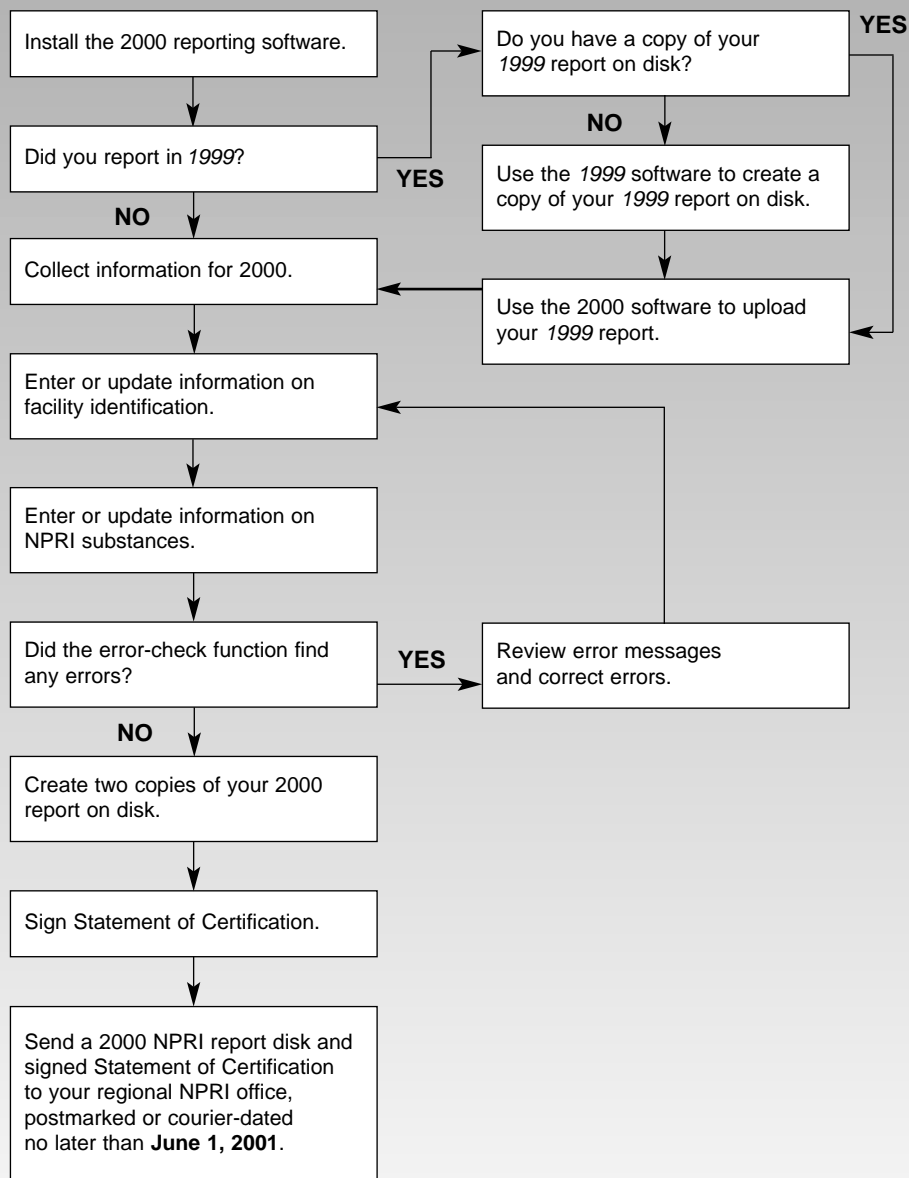 Install the 2000 reporting software.
Did you report in 1999?
YES
NO
Do you have a copy of your
1999 report on disk?
YES
NO
Use the 1999 software to create a
copy of your 1999 report on disk.
Use the 2000 software to upload
your 1999 report.
Collect information for 2000.
Enter or update information on
facility identification.
Enter or update information on
NPRI substances.
Did the error-check function find
any errors?
YES
Review error messages
and correct errors.
NO
Create two copies of your 2000
report on disk.
Sign Statement of Certification.
Send a 2000 NPRI report disk and
signed Statement of Certification
to your regional NPRI office,
postmarked or courier-dated
no later than June 1, 2001.